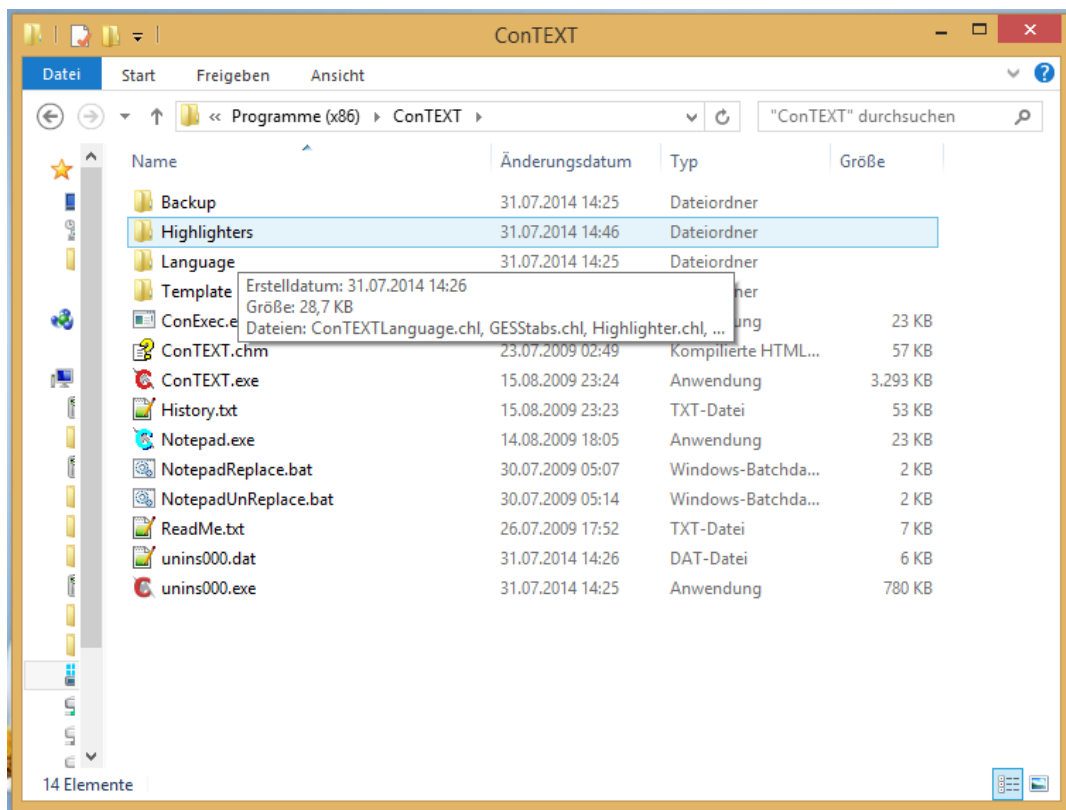 ConTEXT
Datei Start Freigeben Ansicht
« Programme (x86) ConTEXT "ConTEXT" durchsuchen
Name Änderungsdatum Typ Größe
Backup 31.07.2014 14:25 Dateiordner
Highlighters 31.07.2014 14:46 Dateiordner
Language 31.07.2014 14:25 Dateiordner
Template
Erstelldatum: 31.07.2014 14:26
Größe: 28,7 KB
Dateien: ConTEXTLanguage.chl, GESStabs.chl, Highlighter.chl, ...
ConExec.e 23 KB
ConTEXT.chm 23.07.2009 02:49 Kompilierte HTML... 57 KB
ConTEXT.exe 15.08.2009 23:24 Anwendung 3.293 KB
History.txt 15.08.2009 23:23 TXT-Datei 53 KB
Notepad.exe 14.08.2009 18:05 Anwendung 23 KB
NotepadReplace.bat 30.07.2009 05:07 Windows-Batchda... 2 KB
NotepadUnReplace.bat 30.07.2009 05:14 Windows-Batchda... 2 KB
ReadMe.txt 26.07.2009 17:52 TXT-Datei 7 KB
unins000.dat 31.07.2014 14:26 DAT-Datei 6 KB
unins000.exe 31.07.2014 14:25 Anwendung 780 KB
14 Elemente